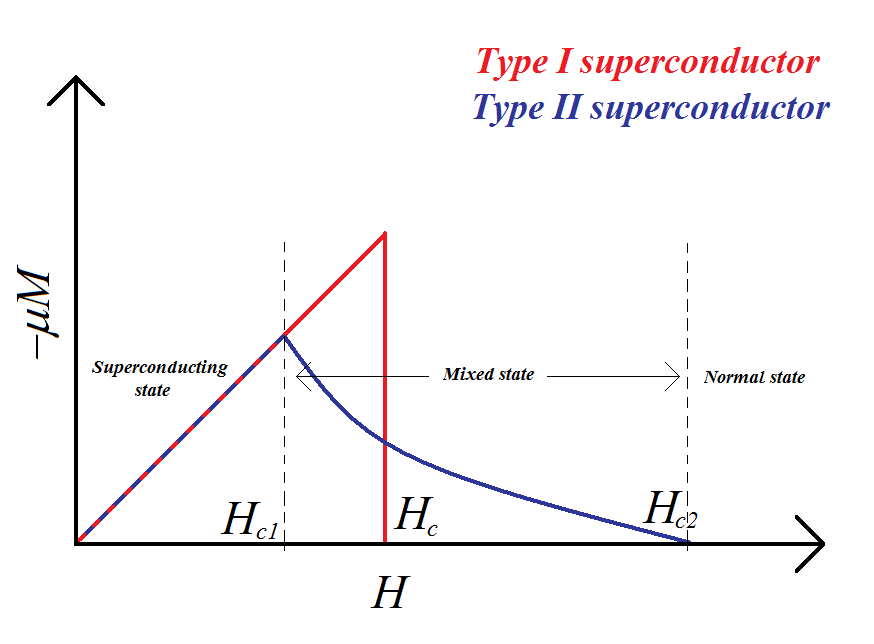 Type I superconductor
Type II superconductor
−μM
Superconducting
state
Mixed state
Normal state
Hc1
Hc
Hc2
H